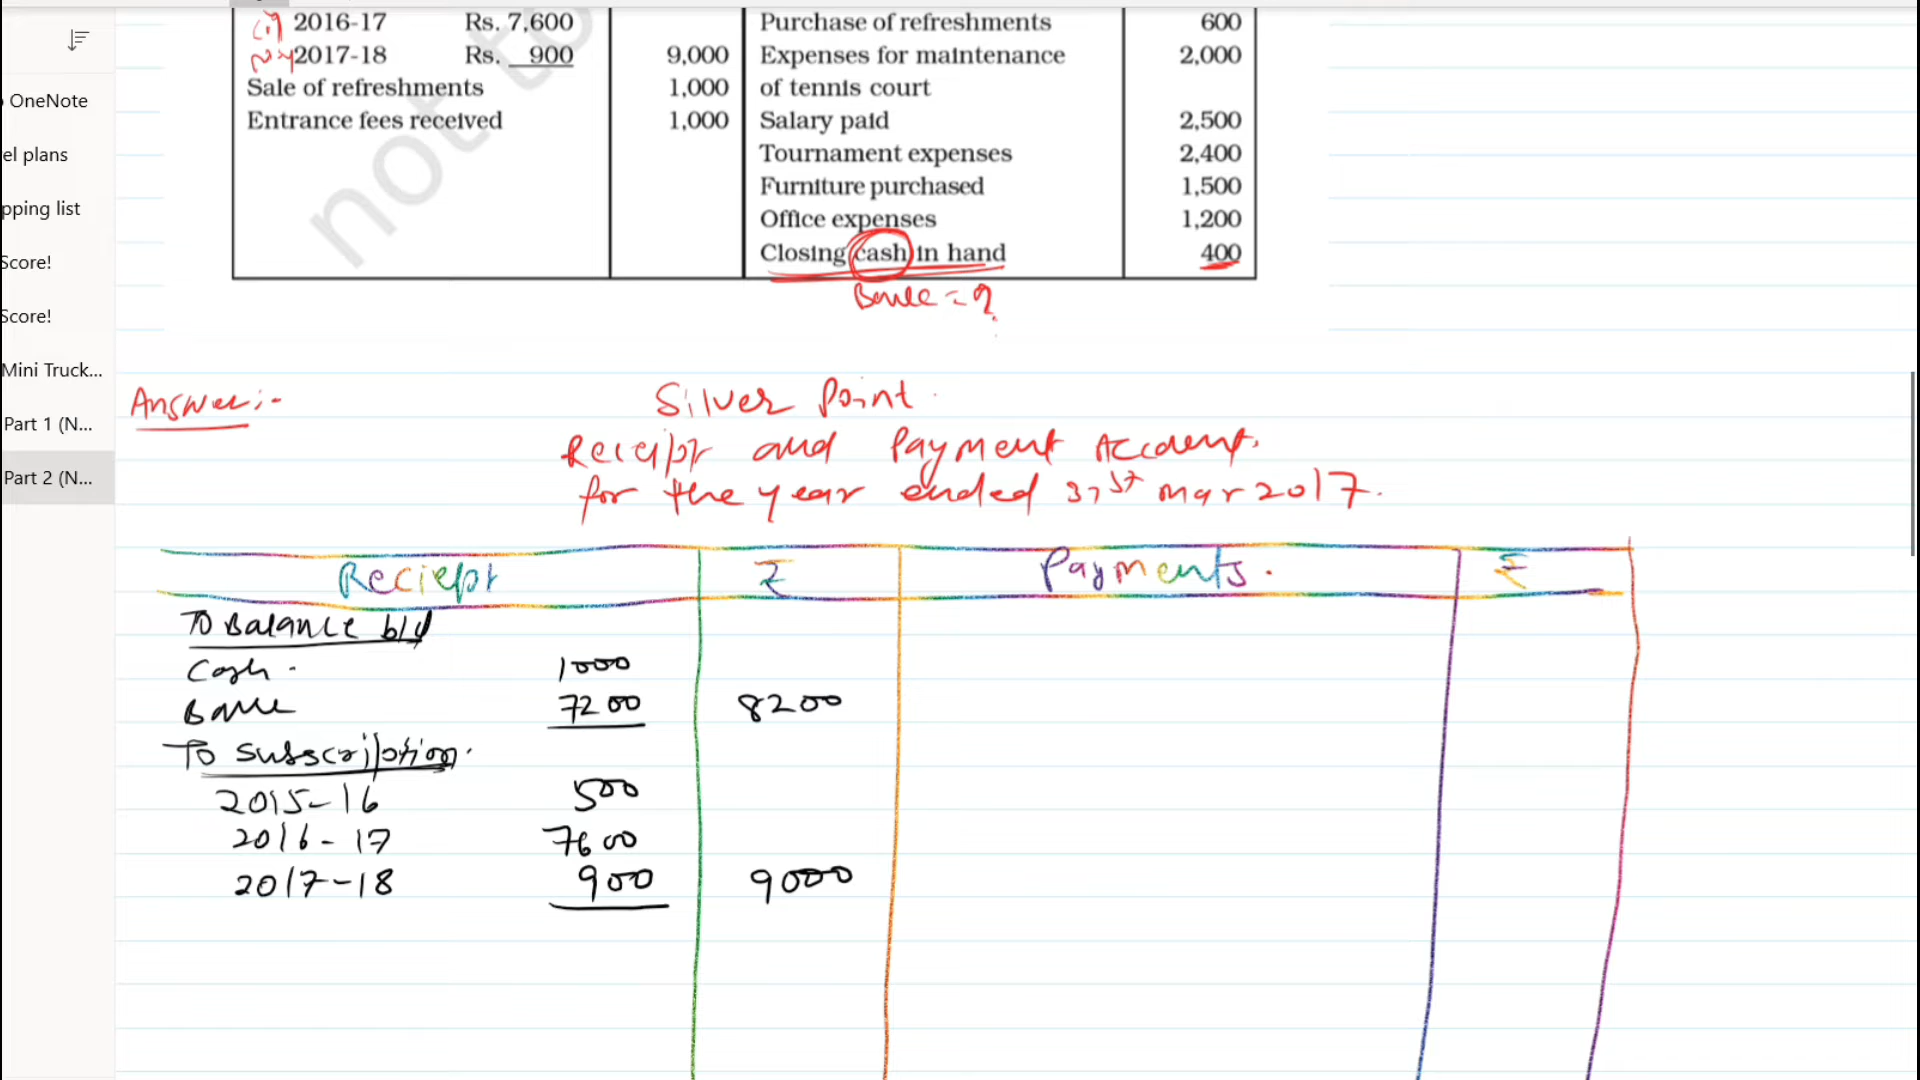 (i) 2016-17 Rs. 7,600 Purchase of refreshments 600
2017-18 Rs. 900 9,000 Expenses for maintenance 2,000
Sale of refreshments 1,000 of tennis court
Entrance fees received 1,000 Salary paid 2,500
Tournament expenses 2,400
Furniture purchased 1,500
Office expenses 1,200
Closing cash in hand 400
not to
= ?
OneNote
el plans
pping list
Score!
Score!
Mini Truck...
Part 1 (N...
Part 2 (N...
Answer:-
Silver Point.
Reciept and Payment Account.
for the year ended 31st Mar 2017.
Reciept ₹ Payments. ₹
To Balance b/d
Cash. 1000
Bank 7200 8200
To Subscription.
2015-16 500
2016-17 7600
2017-18 900 9000